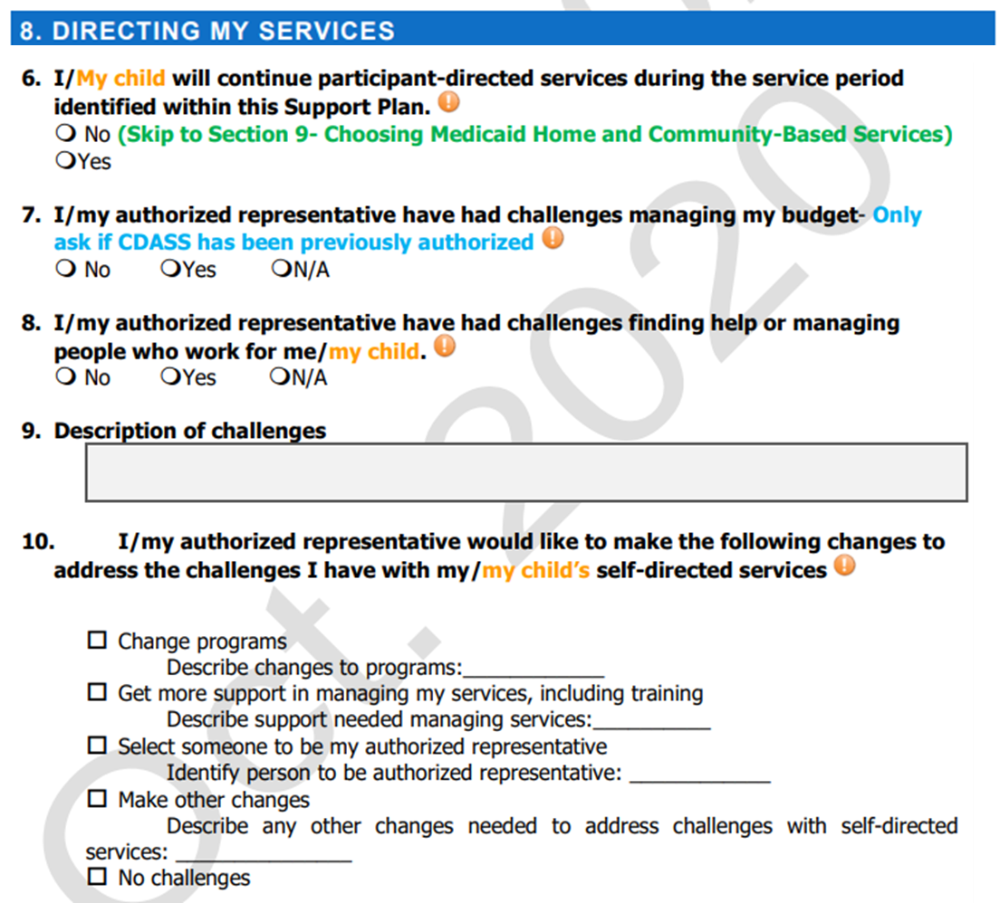 8. DIRECTING MY SERVICES
6. I/My child will continue participant-directed services during the service period
identified within this Support Plan.
No (Skip to Section 9- Choosing Medicaid Home and Community-Based Services)
Yes
7. I/my authorized representative have had challenges managing my budget- Only
ask if CDASS has been previously authorized
No Yes N/A
8. I/my authorized representative have had challenges finding help or managing
people who work for me/my child.
No Yes N/A
9. Description of challenges
10. I/my authorized representative would like to make the following changes to
address the challenges I have with my/my child's self-directed services
Change programs
Describe changes to programs:____________
Get more support in managing my services, including training
Describe support needed managing services:__________
Select someone to be my authorized representative
Identify person to be authorized representative: ____________
Make other changes
Describe any other changes needed to address challenges with self-directed
services: _______________
No challenges
Oct. 2020